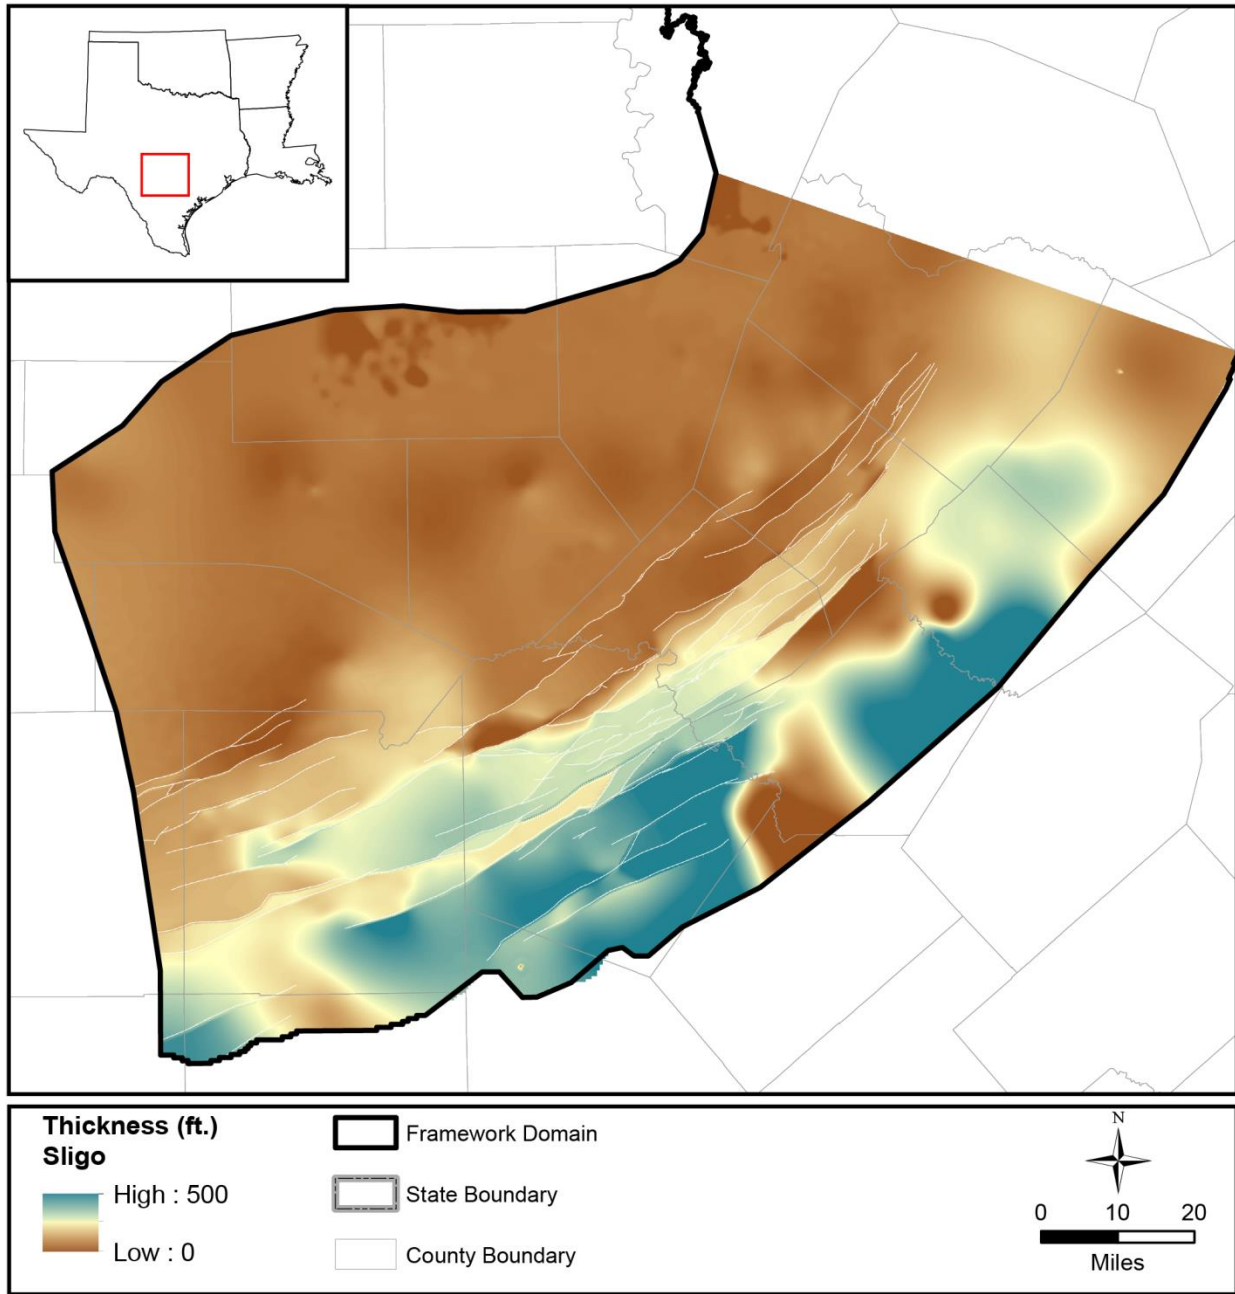 Thickness (ft.)
Sligo
High : 500
Low : 0
Framework Domain
State Boundary
County Boundary
N
0 10 20
Miles